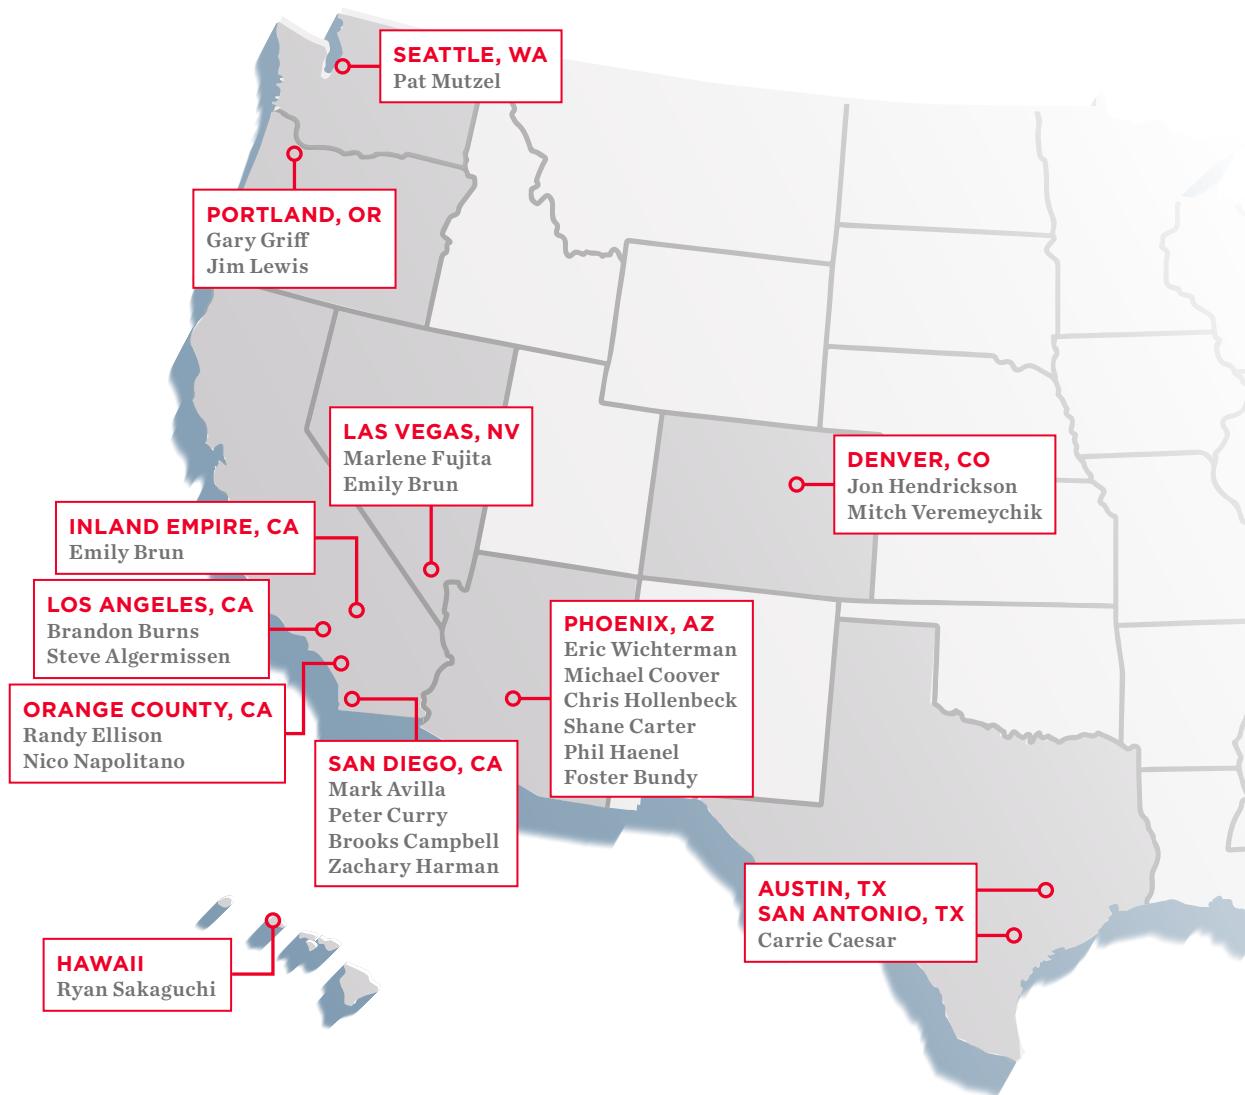 SEATTLE, WA
Pat Mutzel
PORTLAND, OR
Gary Griff
Jim Lewis
LAS VEGAS, NV
Marlene Fujita
Emily Brun
DENVER, CO
Jon Hendrickson
Mitch Veremeychik
INLAND EMPIRE, CA
Emily Brun
LOS ANGELES, CA
Brandon Burns
Steve Algermissen
PHOENIX, AZ
Eric Wichterman
Michael Coover
Chris Hollenbeck
Shane Carter
Phil Haenel
Foster Bundy
ORANGE COUNTY, CA
Randy Ellison
Nico Napolitano
SAN DIEGO, CA
Mark Avilla
Peter Curry
Brooks Campbell
Zachary Harman
AUSTIN, TX
SAN ANTONIO, TX
Carrie Caesar
HAWAII
Ryan Sakaguchi